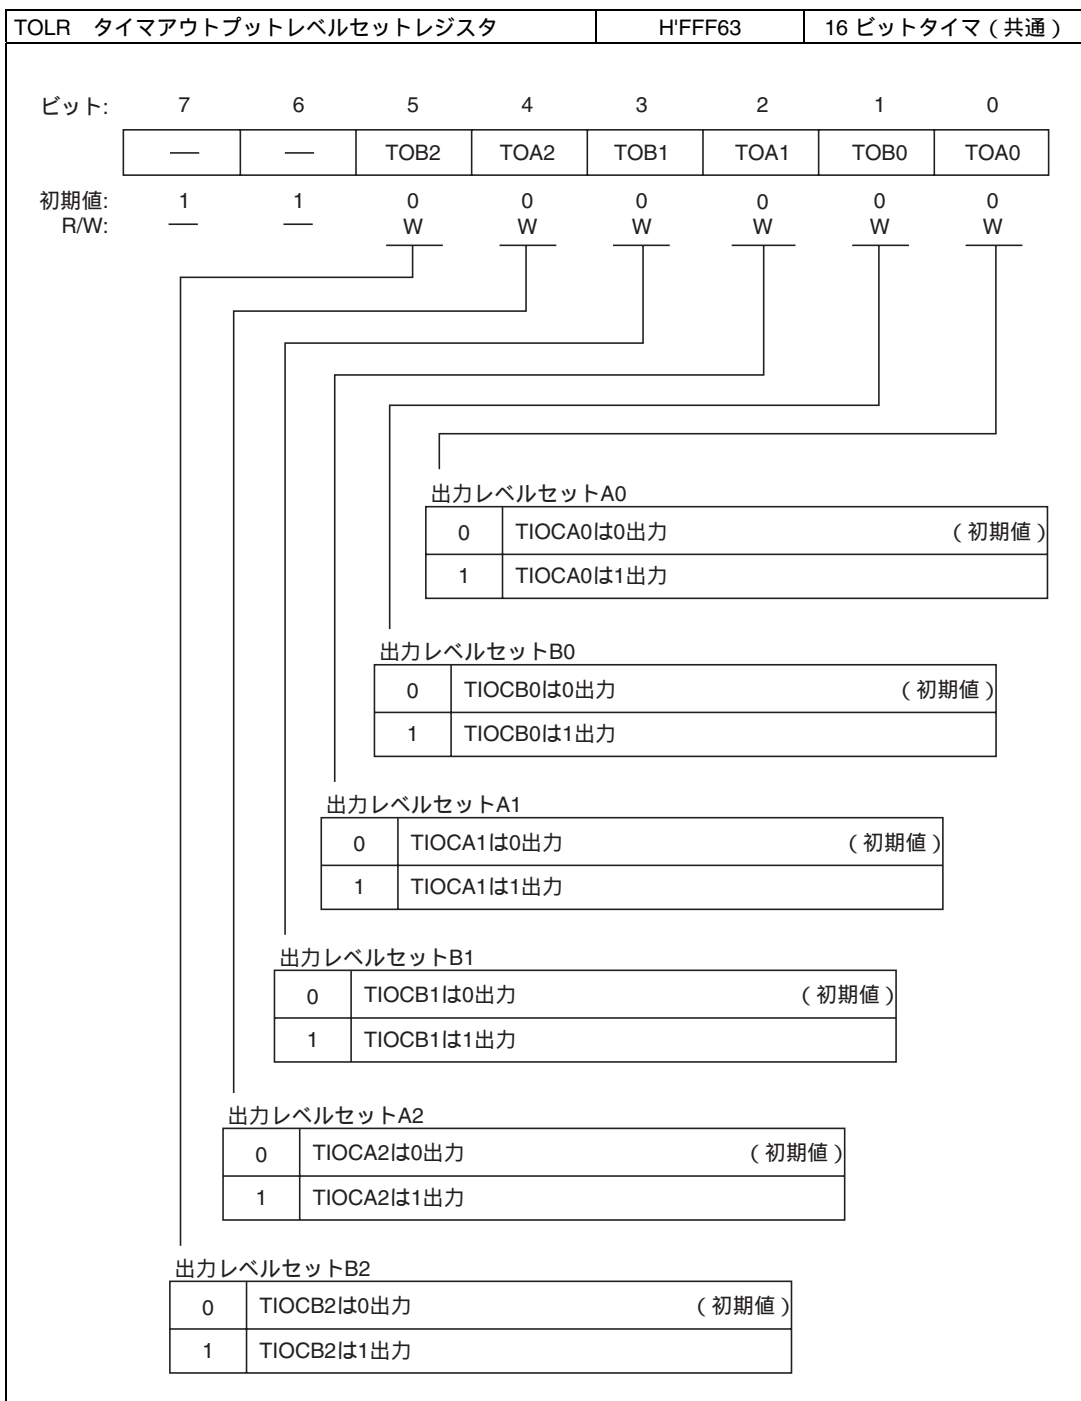 TOLR タイマアウトプットレベルセットレジスタ H'FFF63 16 ビットタイマ（共通）
ビット: 7 6 5 4 3 2 1 0
— — TOB2 TOA2 TOB1 TOA1 TOB0 TOA0
初期値: 1 1 0 0 0 0 0 0
R/W: — — W W W W W W
出力レベルセットA0
0 TIOCA0は0出力 （初期値）
1 TIOCA0は1出力
出力レベルセットB0
0 TIOCB0は0出力 （初期値）
1 TIOCB0は1出力
出力レベルセットA1
0 TIOCA1は0出力 （初期値）
1 TIOCA1は1出力
出力レベルセットB1
0 TIOCB1は0出力 （初期値）
1 TIOCB1は1出力
出力レベルセットA2
0 TIOCA2は0出力 （初期値）
1 TIOCA2は1出力
出力レベルセットB2
0 TIOCB2は0出力 （初期値）
1 TIOCB2は1出力